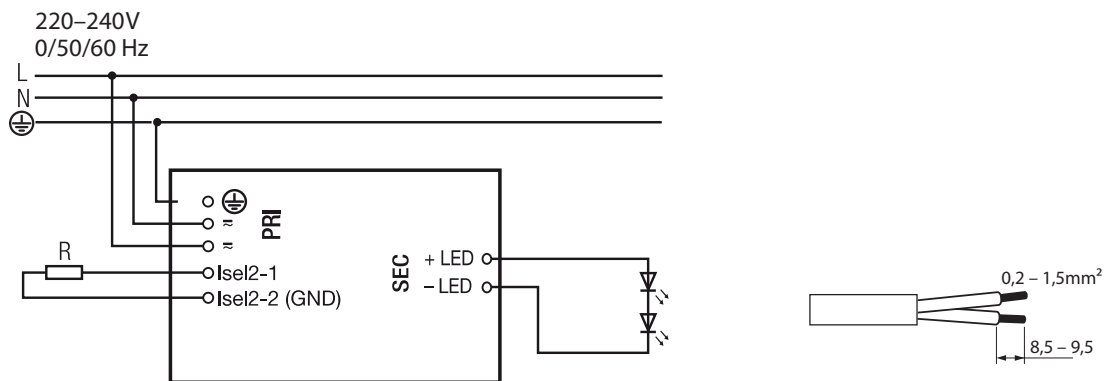 220–240V
0/50/60 Hz
L
N
PRI
≂
≂
R
Isel2-1
Isel2-2 (GND)
SEC
+ LED
– LED
0,2 – 1,5mm²
8,5 – 9,5